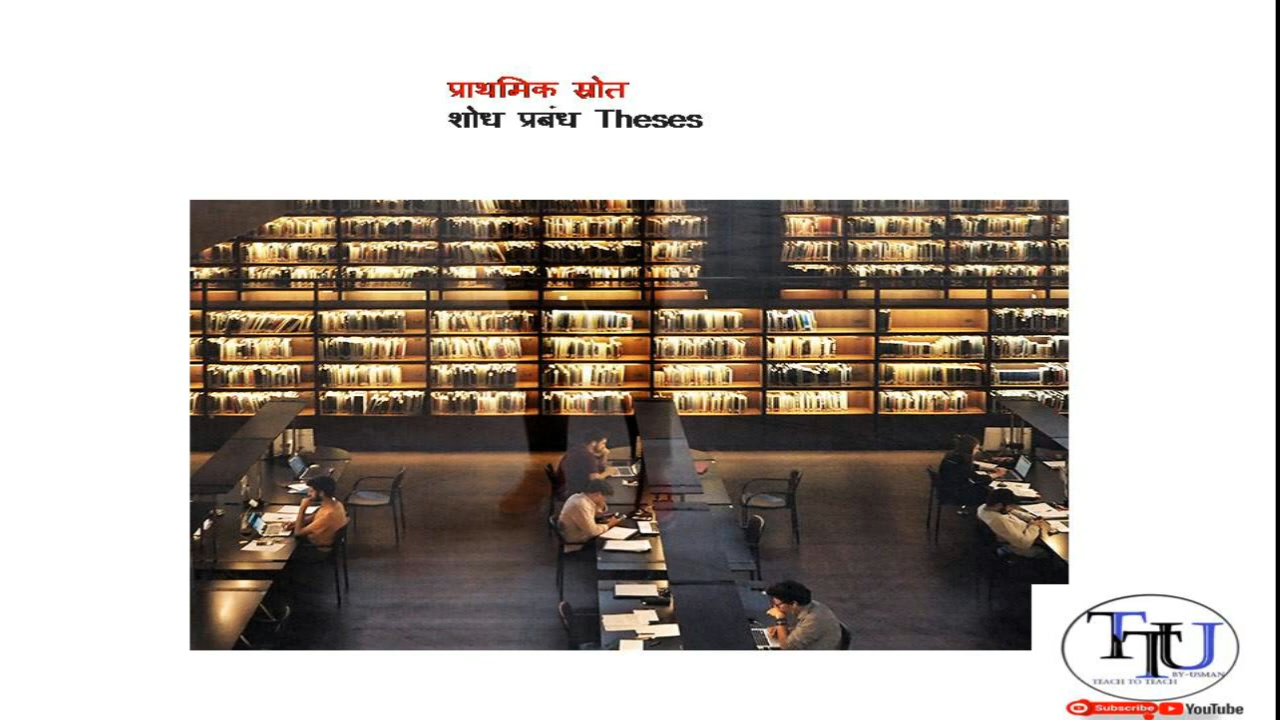 प्राथमिक स्रोत
शोध प्रबंध Theses
TTU
BY-USMAN
TEACH TO TEACH
Subscribe YouTube